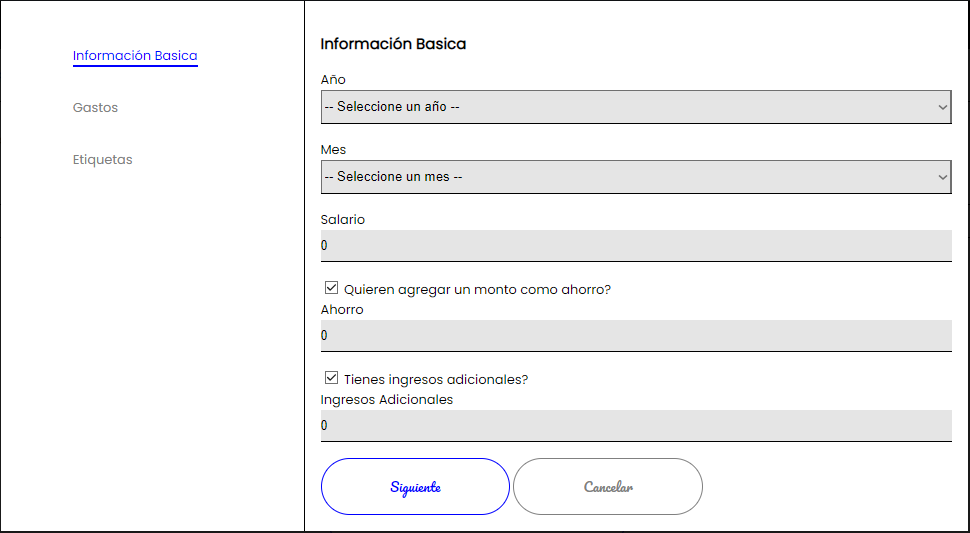 Información Basica
Gastos
Etiquetas
Información Basica
Año
-- Seleccione un año --
Mes
-- Seleccione un mes --
Salario
0
Quieren agregar un monto como ahorro?
Ahorro
0
Tienes ingresos adicionales?
Ingresos Adicionales
0
Siguiente Cancelar